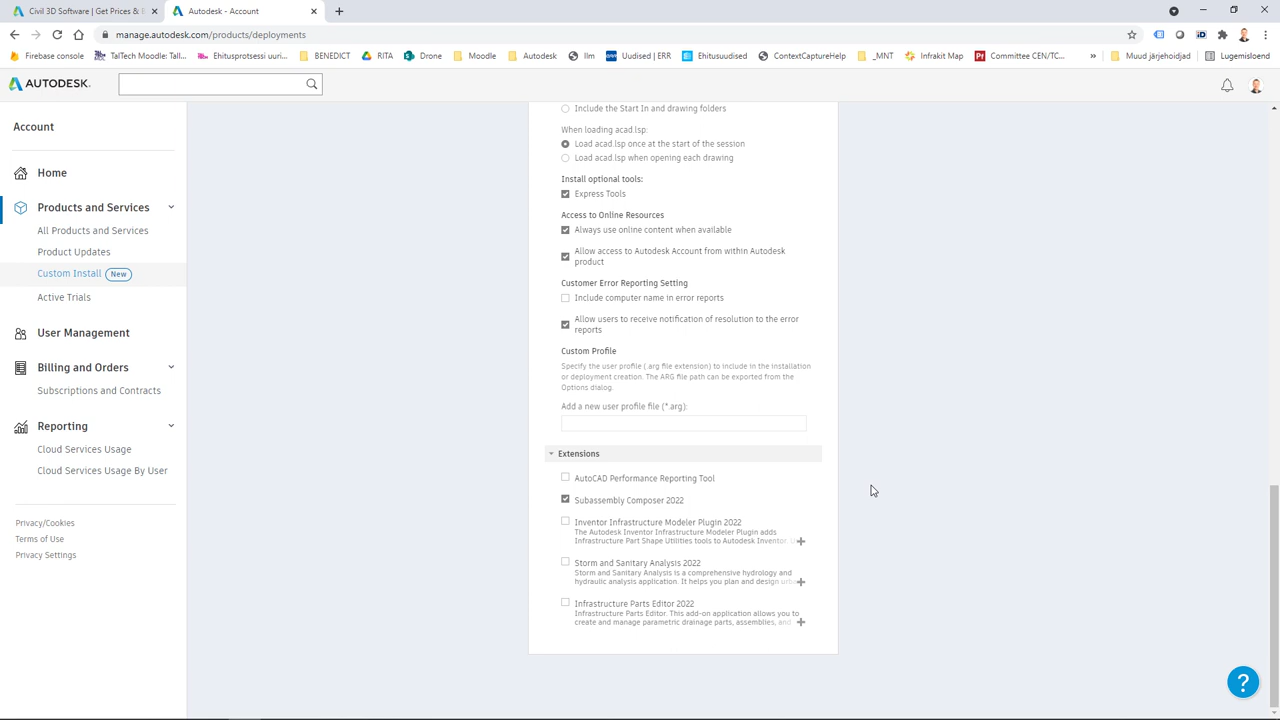 Civil 3D Software | Get Prices & B
Autodesk - Account
manage.autodesk.com/products/deployments
Firebase console
TalTech Moodle: Tall...
Ehitusprotsessi uuring...
BENEDICT
RITA
Drone
Moodle
Autodesk
Ilm
Uudised | ERR
Ehitusuudised
ContextCaptureHelp
_MNT
Infrakit Map
Committee CEN/TC...
»
Muud järjehoidjad
Lugemisloend
AUTODESK.
Account
Home
Products and Services
All Products and Services
Product Updates
Custom Install New
Active Trials
User Management
Billing and Orders
Subscriptions and Contracts
Reporting
Cloud Services Usage
Cloud Services Usage By User
Privacy/Cookies
Terms of Use
Privacy Settings
Include the Start In and drawing folders
When loading acad.lsp:
Load acad.lsp once at the start of the session
Load acad.lsp when opening each drawing
Install optional tools:
Express Tools
Access to Online Resources
Always use online content when available
Allow access to Autodesk Account from within Autodesk
product
Customer Error Reporting Setting
Include computer name in error reports
Allow users to receive notification of resolution to the error
reports
Custom Profile
Specify the user profile (.arg file extension) to include in the installation
or deployment creation. The ARG file path can be exported from the
Options dialog.
Add a new user profile file (*.arg):
Extensions
AutoCAD Performance Reporting Tool
Subassembly Composer 2022
Inventor Infrastructure Modeler Plugin 2022
The Autodesk Inventor Infrastructure Modeler Plugin adds
Infrastructure Part Shape Utilities tools to Autodesk Inventor. U
Storm and Sanitary Analysis 2022
Storm and Sanitary Analysis is a comprehensive hydrology and
hydraulic analysis application. It helps you plan and design urba
Infrastructure Parts Editor 2022
Infrastructure Parts Editor. This add-on application allows you to
create and manage parametric drainage parts, assemblies, and
?